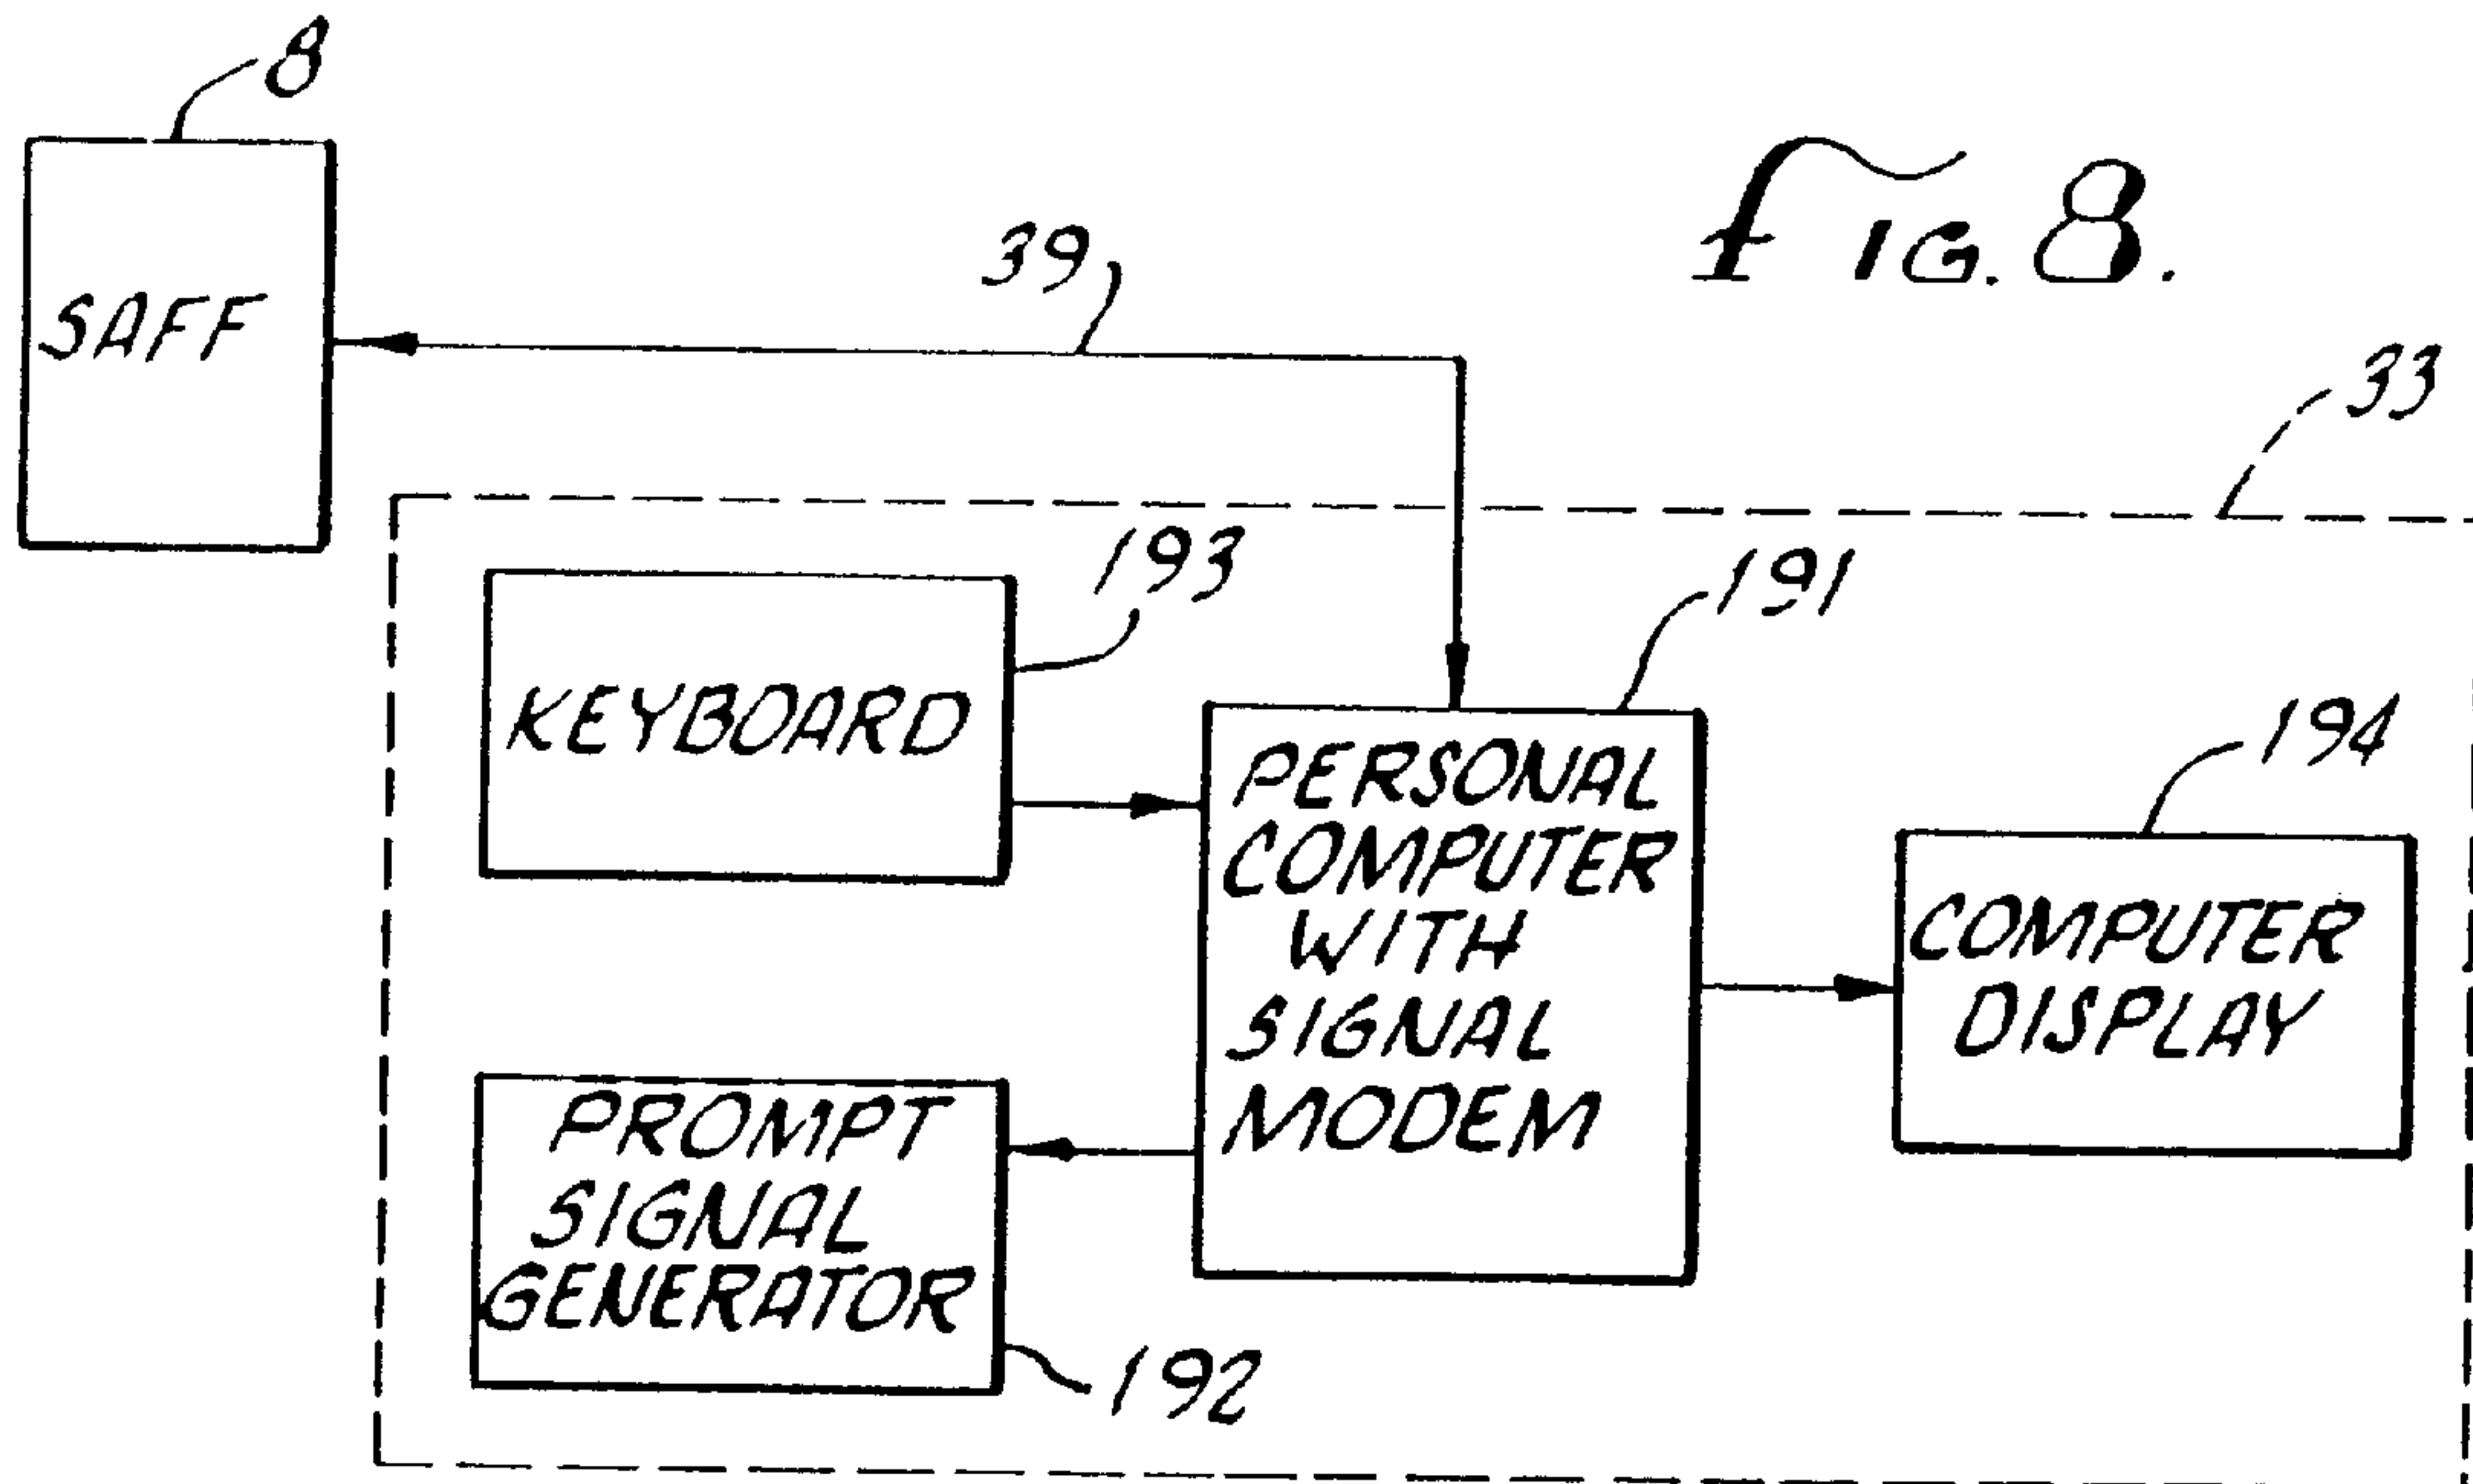 8
FIG. 8.
39
SAFF
33
193
191
KEYBOARD
194
PERSONAL
COMPUTER
WITH
SIGNAL
MODEM
COMPUTER
DISPLAY
PROMPT
SIGNAL
GENERATOR
192